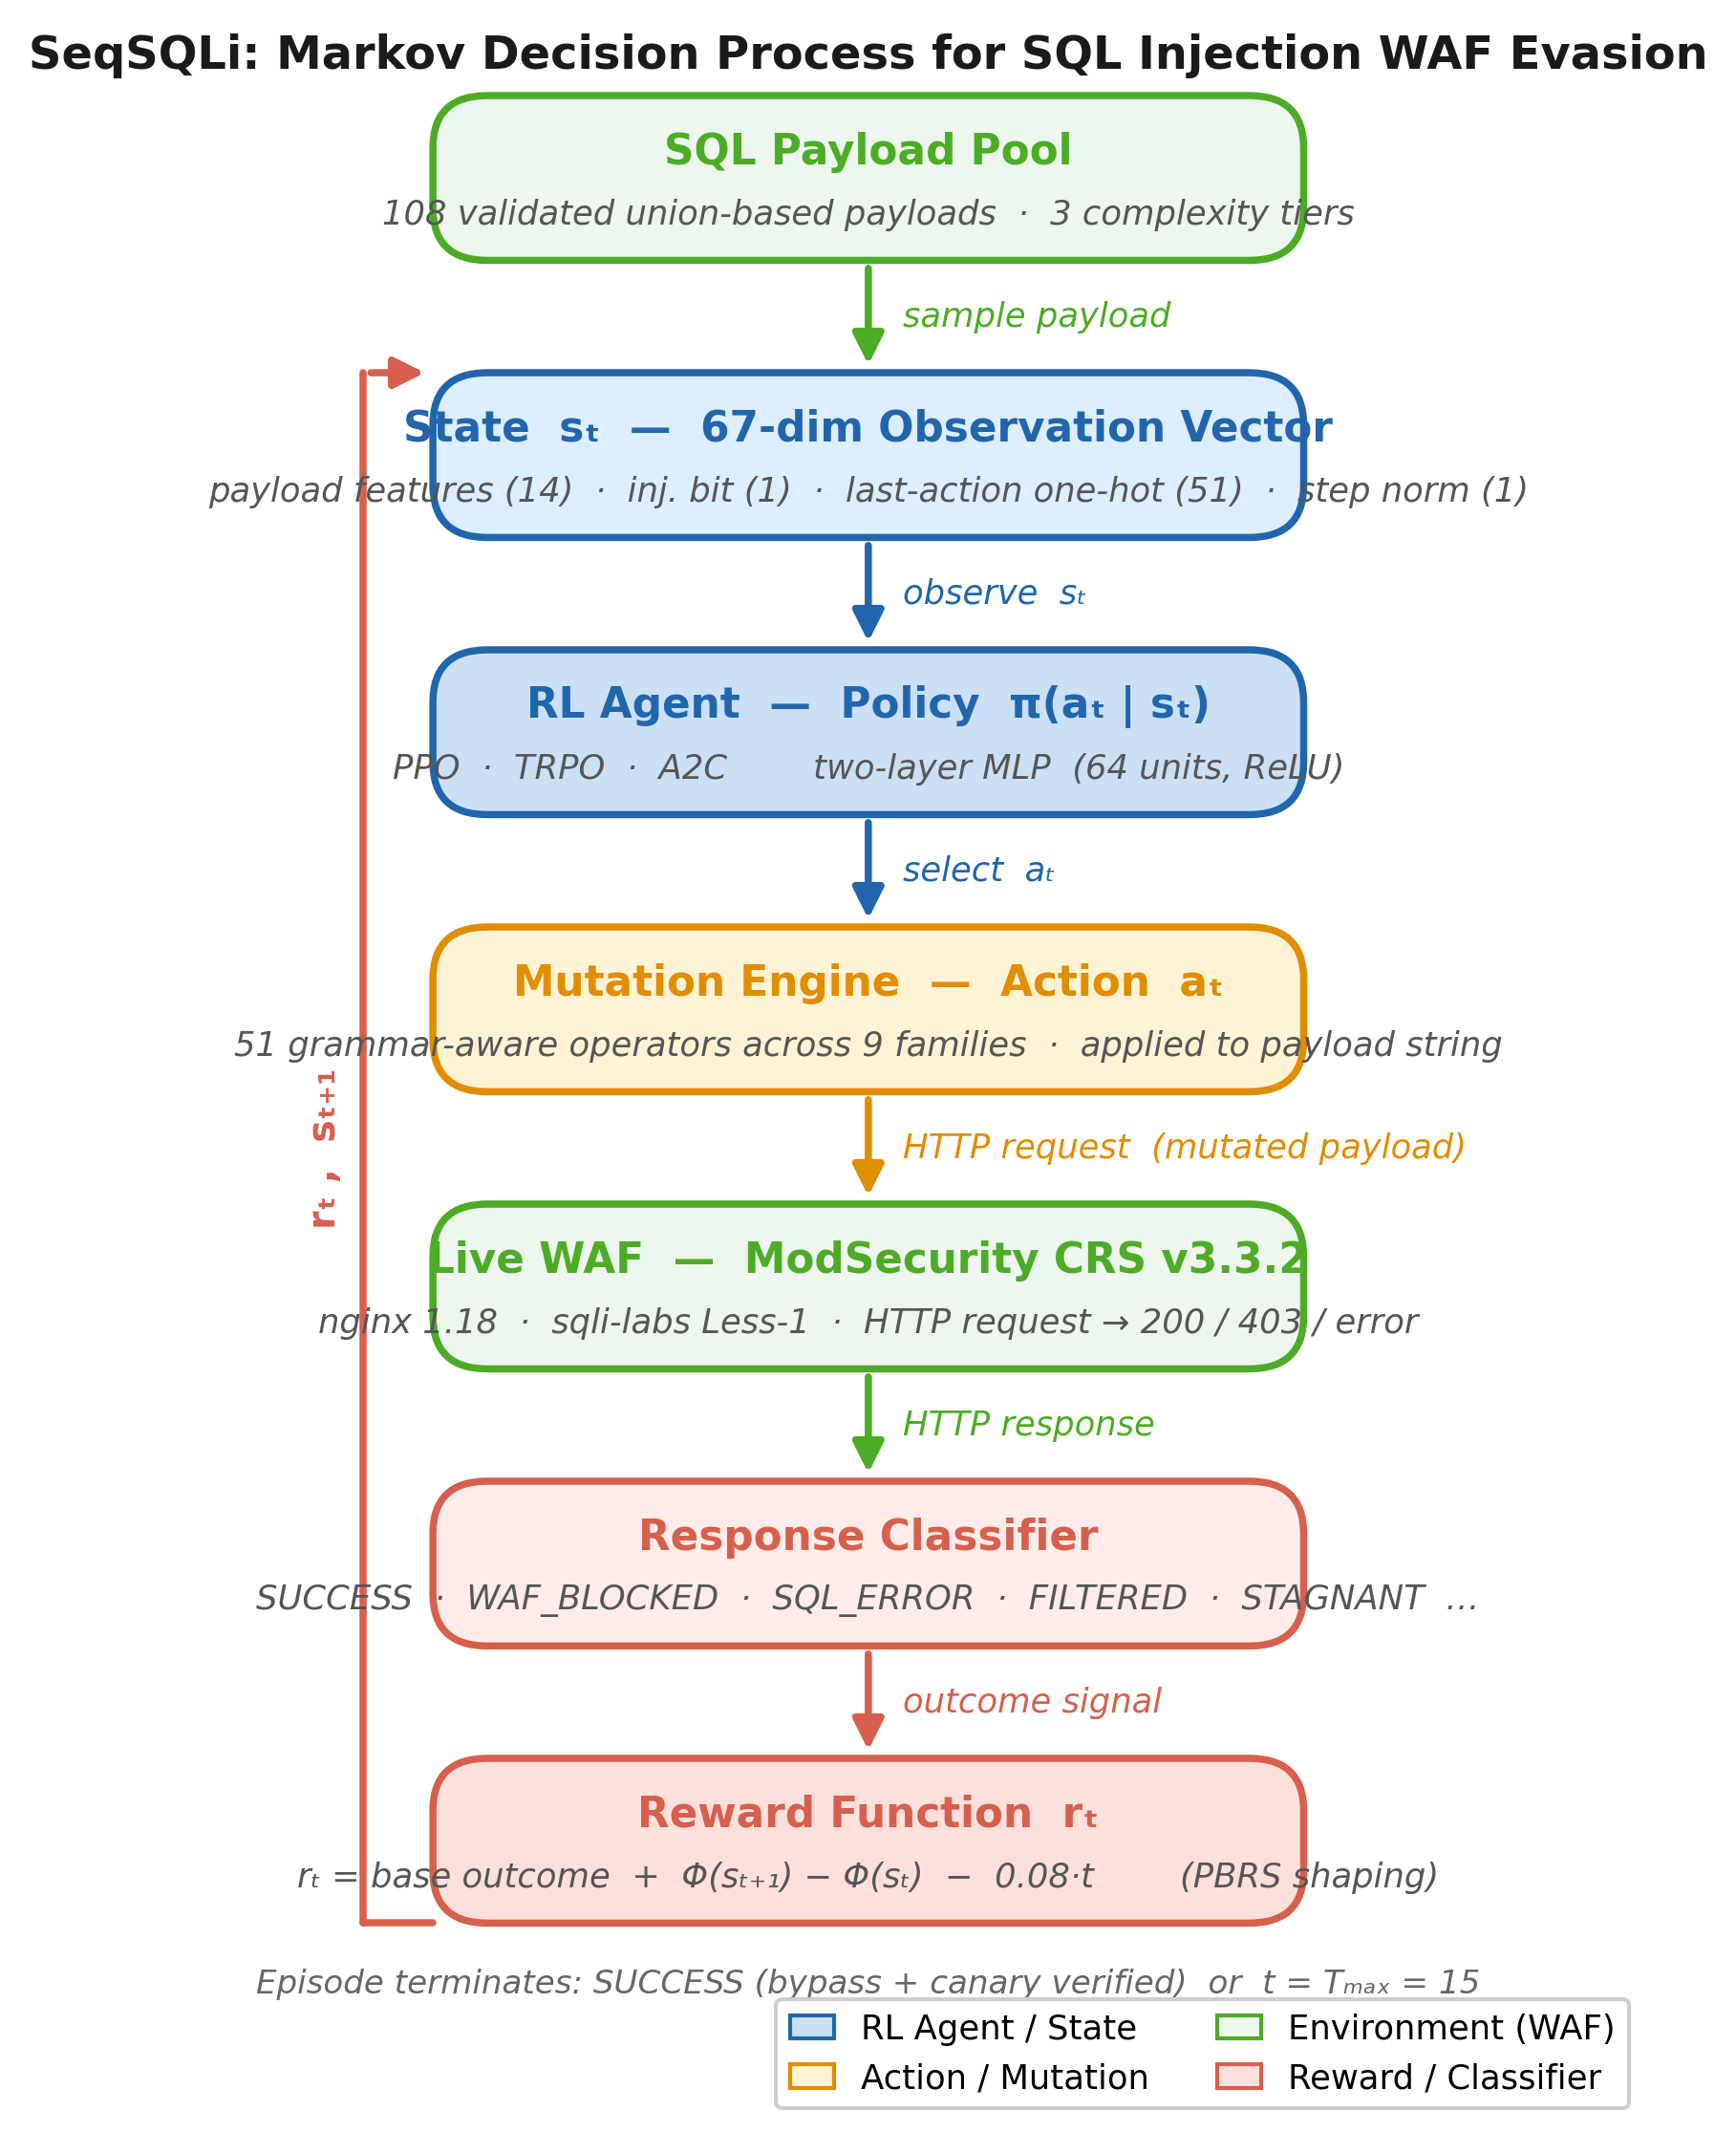 SeqSQLi: Markov Decision Process for SQL Injection WAF Evasion
SQL Payload Pool
108 validated union-based payloads · 3 complexity tiers
sample payload
State sₜ — 67-dim Observation Vector
payload features (14) · inj. bit (1) · last-action one-hot (51) · step norm (1)
observe sₜ
RL Agent — Policy π(aₜ | sₜ)
PPO · TRPO · A2C two-layer MLP (64 units, ReLU)
select aₜ
Mutation Engine — Action aₜ
51 grammar-aware operators across 9 families · applied to payload string
rₜ , sₜ₊₁
HTTP request (mutated payload)
Live WAF — ModSecurity CRS v3.3.2
nginx 1.18 · sqli-labs Less-1 · HTTP request → 200 / 403 / error
HTTP response
Response Classifier
SUCCESS · WAF_BLOCKED · SQL_ERROR · FILTERED · STAGNANT …
outcome signal
Reward Function rₜ
rₜ = base outcome + Φ(sₜ₊₁) − Φ(sₜ) − 0.08·t (PBRS shaping)
Episode terminates: SUCCESS (bypass + canary verified) or t = Tₘₐₓ = 15
RL Agent / State
Action / Mutation
Environment (WAF)
Reward / Classifier